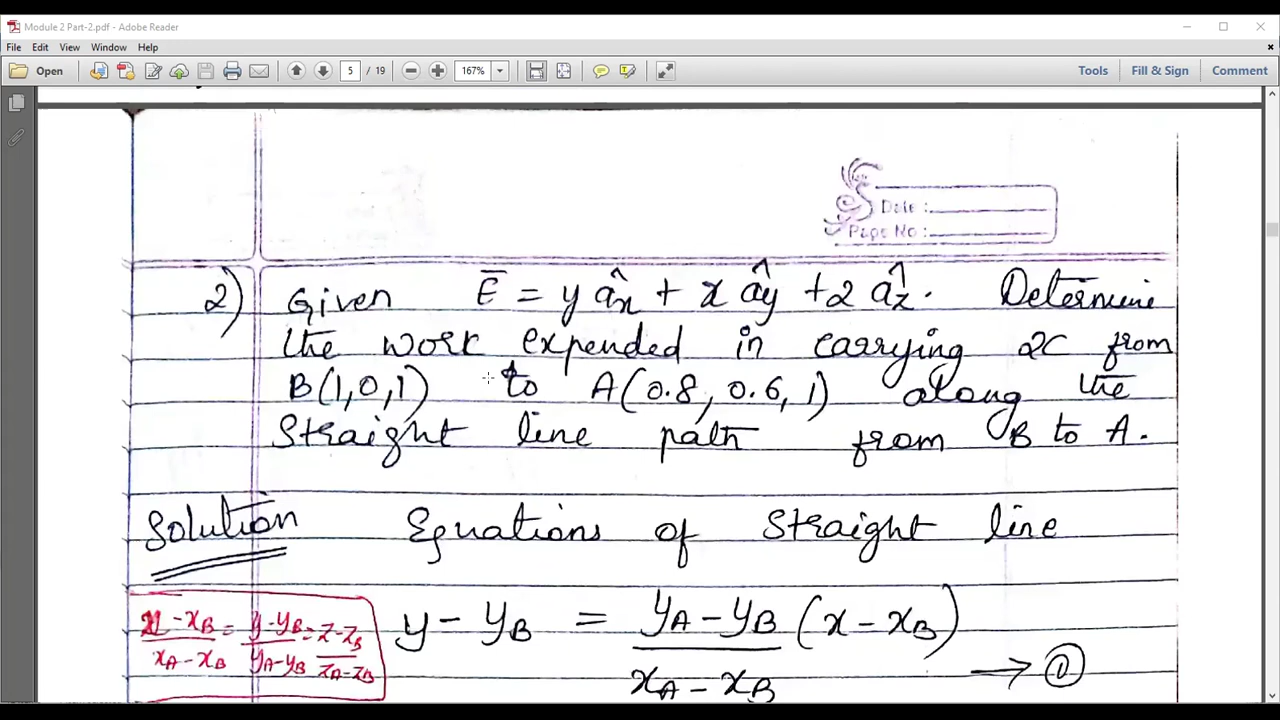 Module 2 Part-2.pdf - Adobe Reader
File Edit View Window Help
Open 5 / 19 167% Tools Fill & Sign Comment
Date :
Page No :
2) Given E̅ = y âx + x ây + 2 âz. Determine
the work expended in carrying 2C from
B(1,0,1) to A(0.8, 0.6, 1) along the
Straight line path from B to A.
Solution Equations of Straight line
x - xB / xA - xB = y - yB / yA - yB = z - zB / zA - zB
y - yB = yA - yB / xA - xB (x - xB) → ①